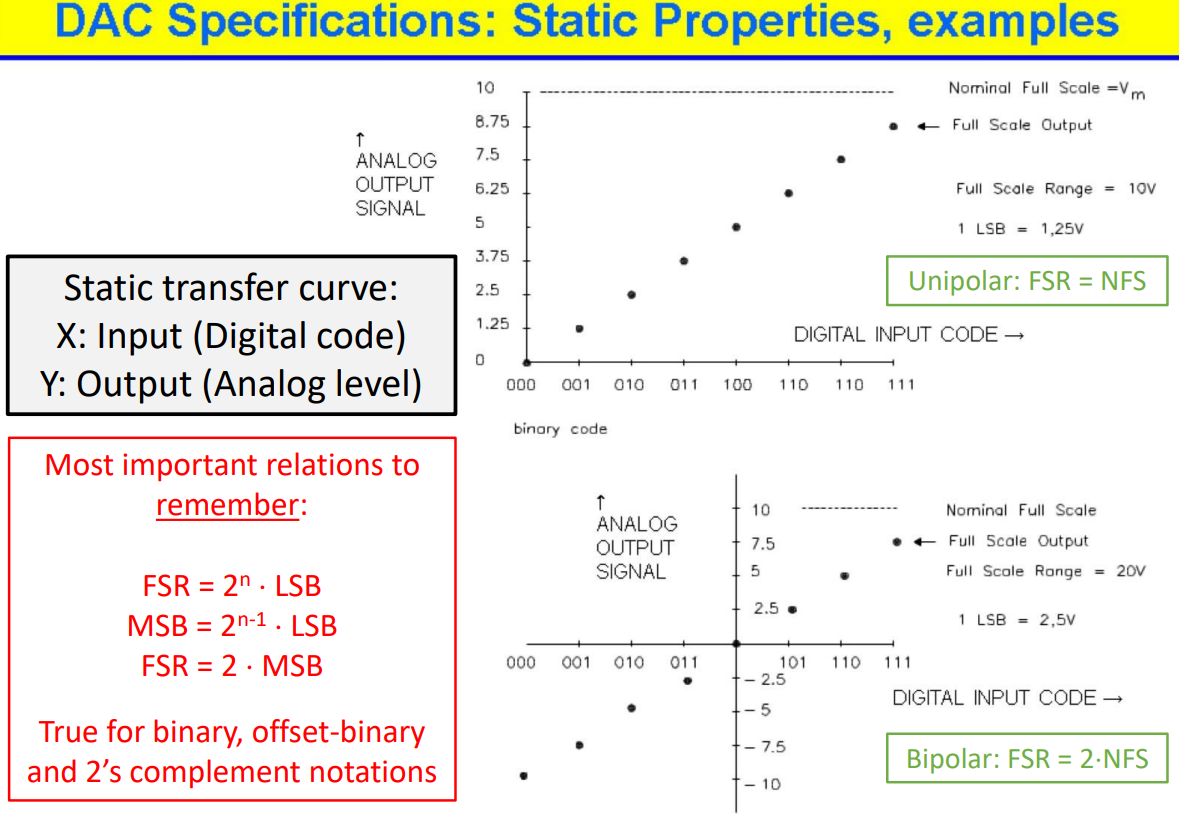 DAC Specifications: Static Properties, examples
10
8.75
7.5
6.25
5
3.75
2.5
1.25
0
↑
ANALOG
OUTPUT
SIGNAL
Nominal Full Scale =Vm
← Full Scale Output
Full Scale Range = 10V
1 LSB = 1,25V
Unipolar: FSR = NFS
DIGITAL INPUT CODE →
000 001 010 011 100 110 110 111
binary code
Static transfer curve:
X: Input (Digital code)
Y: Output (Analog level)
Most important relations to
remember:
FSR = 2ⁿ · LSB
MSB = 2ⁿ⁻¹ · LSB
FSR = 2 · MSB
True for binary, offset-binary
and 2’s complement notations
↑
ANALOG
OUTPUT
SIGNAL
10
7.5
5
2.5
Nominal Full Scale
← Full Scale Output
Full Scale Range = 20V
1 LSB = 2,5V
000 001 010 011 101 110 111
DIGITAL INPUT CODE →
– 2.5
– 5
– 7.5
– 10
Bipolar: FSR = 2·NFS